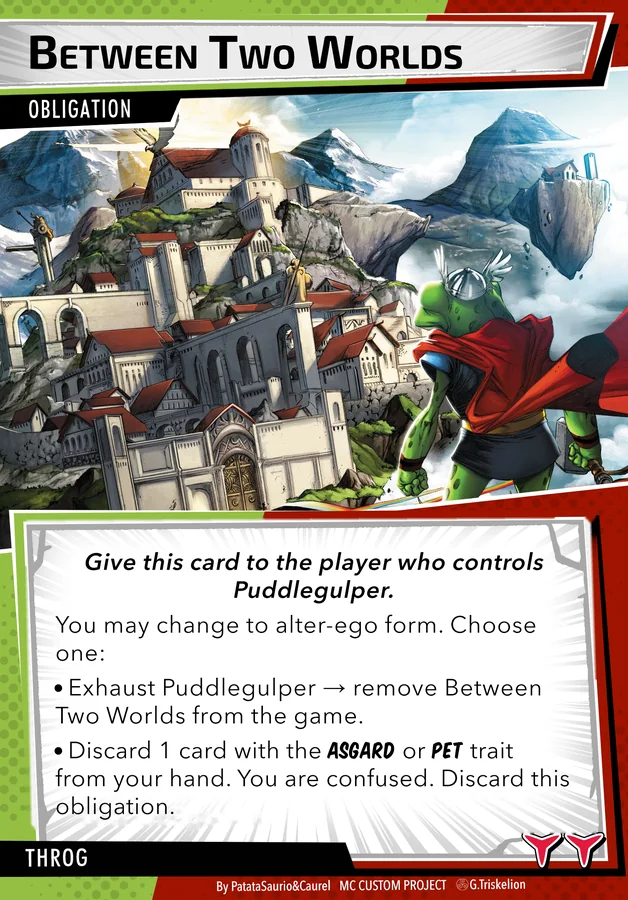 Between Two Worlds
OBLIGATION
Give this card to the player who controls
Puddlegulper.
You may change to alter-ego form. Choose
one:
• Exhaust Puddlegulper → remove Between
Two Worlds from the game.
• Discard 1 card with the ASGARD or PET trait
from your hand. You are confused. Discard this
obligation.
THROG
By PatataSaurio&Caurel MC CUSTOM PROJECT G.Triskelion